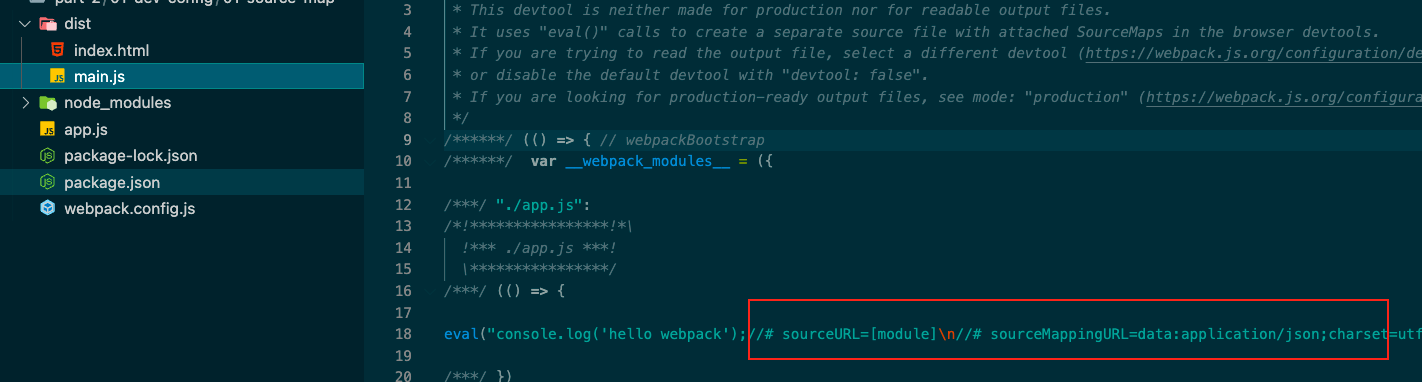 part-2/01-dev-config/01-source-map
dist
index.html
main.js
node_modules
app.js
package-lock.json
package.json
webpack.config.js
3 * This devtool is neither made for production nor for readable output files.
4 * It uses "eval()" calls to create a separate source file with attached SourceMaps in the browser devtools.
5 * If you are trying to read the output file, select a different devtool (https://webpack.js.org/configuration/de
6 * or disable the default devtool with "devtool: false".
7 * If you are looking for production-ready output files, see mode: "production" (https://webpack.js.org/configura
8 */
9 /******/ (() => { // webpackBootstrap
10 /******/ var __webpack_modules__ = ({
11
12 /***/ "./app.js":
13 /*!****************!*\
14 !*** ./app.js ***!
15 \****************/
16 /***/ (() => {
17
18 eval("console.log('hello webpack');//# sourceURL=[module]\n//# sourceMappingURL=data:application/json;charset=utf
19
20 /***/ })